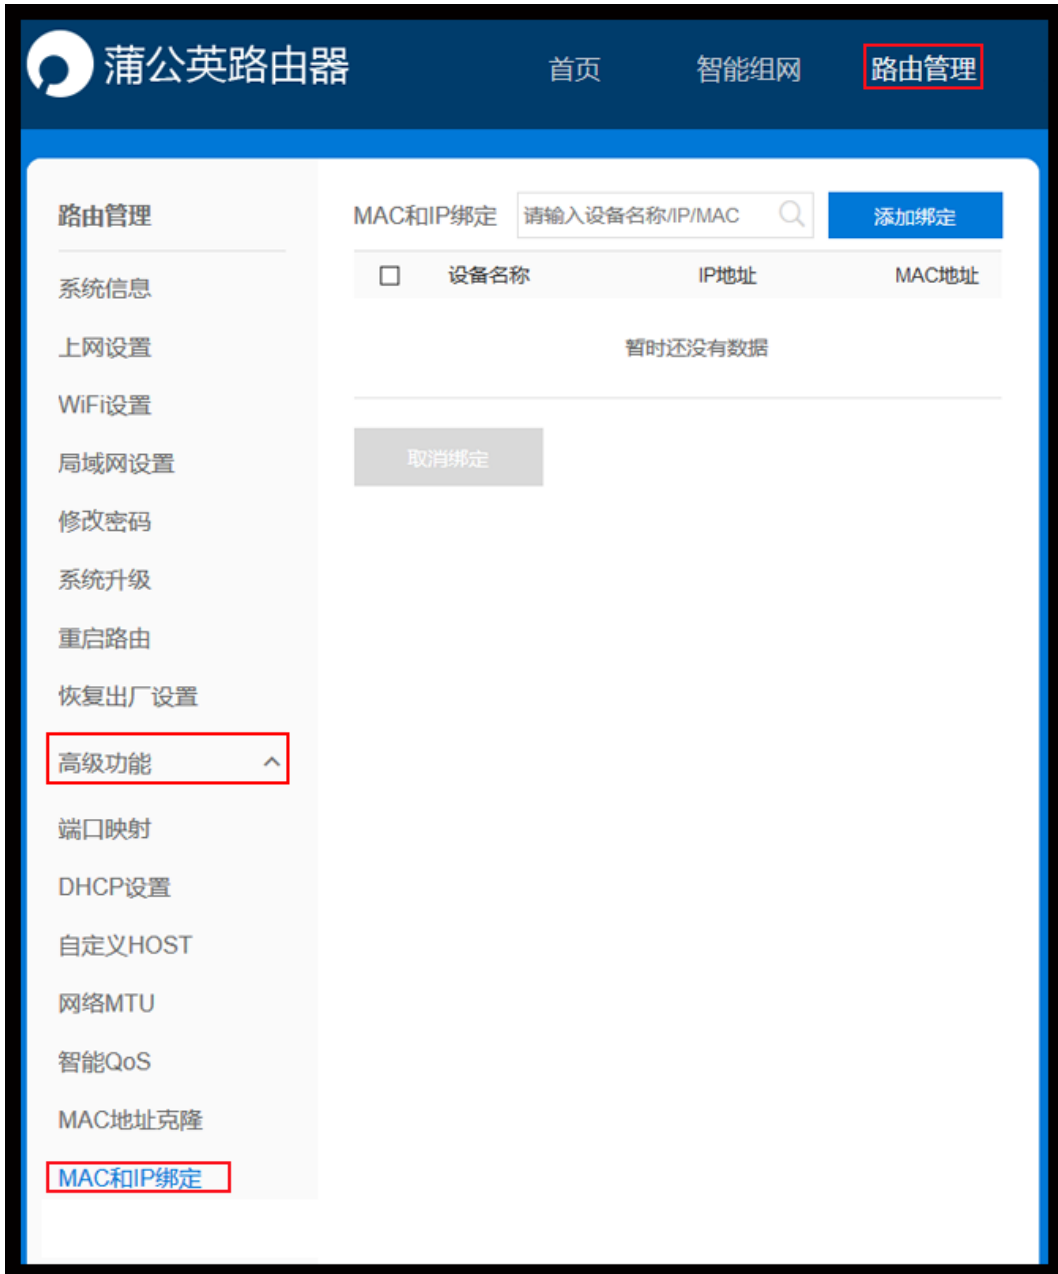 蒲公英路由器
首页 智能组网 路由管理
路由管理
系统信息
上网设置
WiFi设置
局域网设置
修改密码
系统升级
重启路由
恢复出厂设置
高级功能
端口映射
DHCP设置
自定义HOST
网络MTU
智能QoS
MAC地址克隆
MAC和IP绑定
MAC和IP绑定 请输入设备名称/IP/MAC 添加绑定
设备名称 IP地址 MAC地址
暂时还没有数据
取消绑定